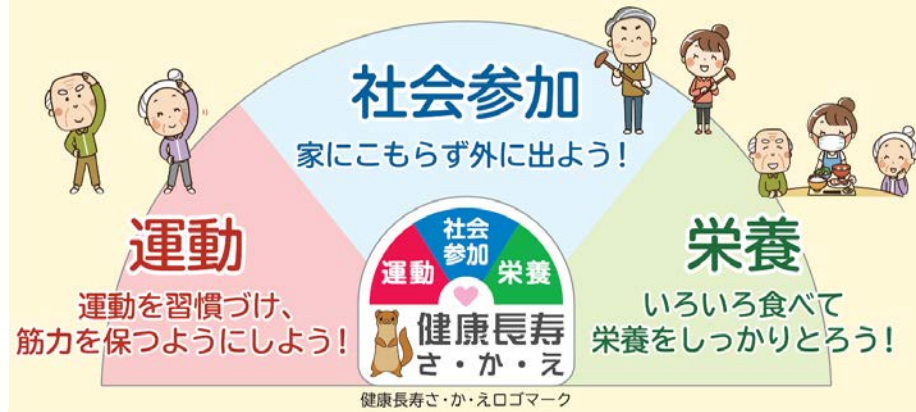 社会参加
家にこもらず外に出よう！
運動
運動を習慣づけ、
筋力を保つようにしよう！
栄養
いろいろ食べて
栄養をしっかりとろう！
運動
社会
参加
栄養
健康長寿
さ・か・え
健康長寿さ・か・えロゴマーク